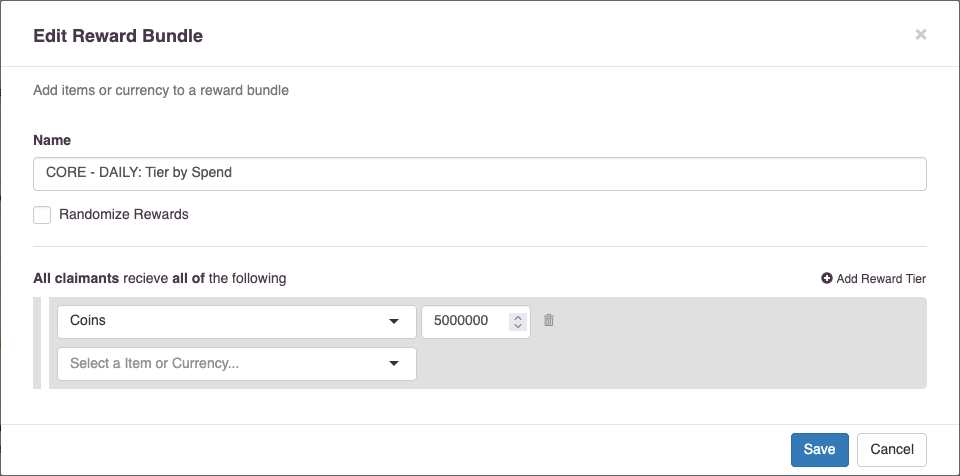 Edit Reward Bundle
×
Add items or currency to a reward bundle
Name
CORE - DAILY: Tier by Spend
Randomize Rewards
All claimants recieve all of the following
Add Reward Tier
Coins
5000000
Select a Item or Currency...
Save
Cancel